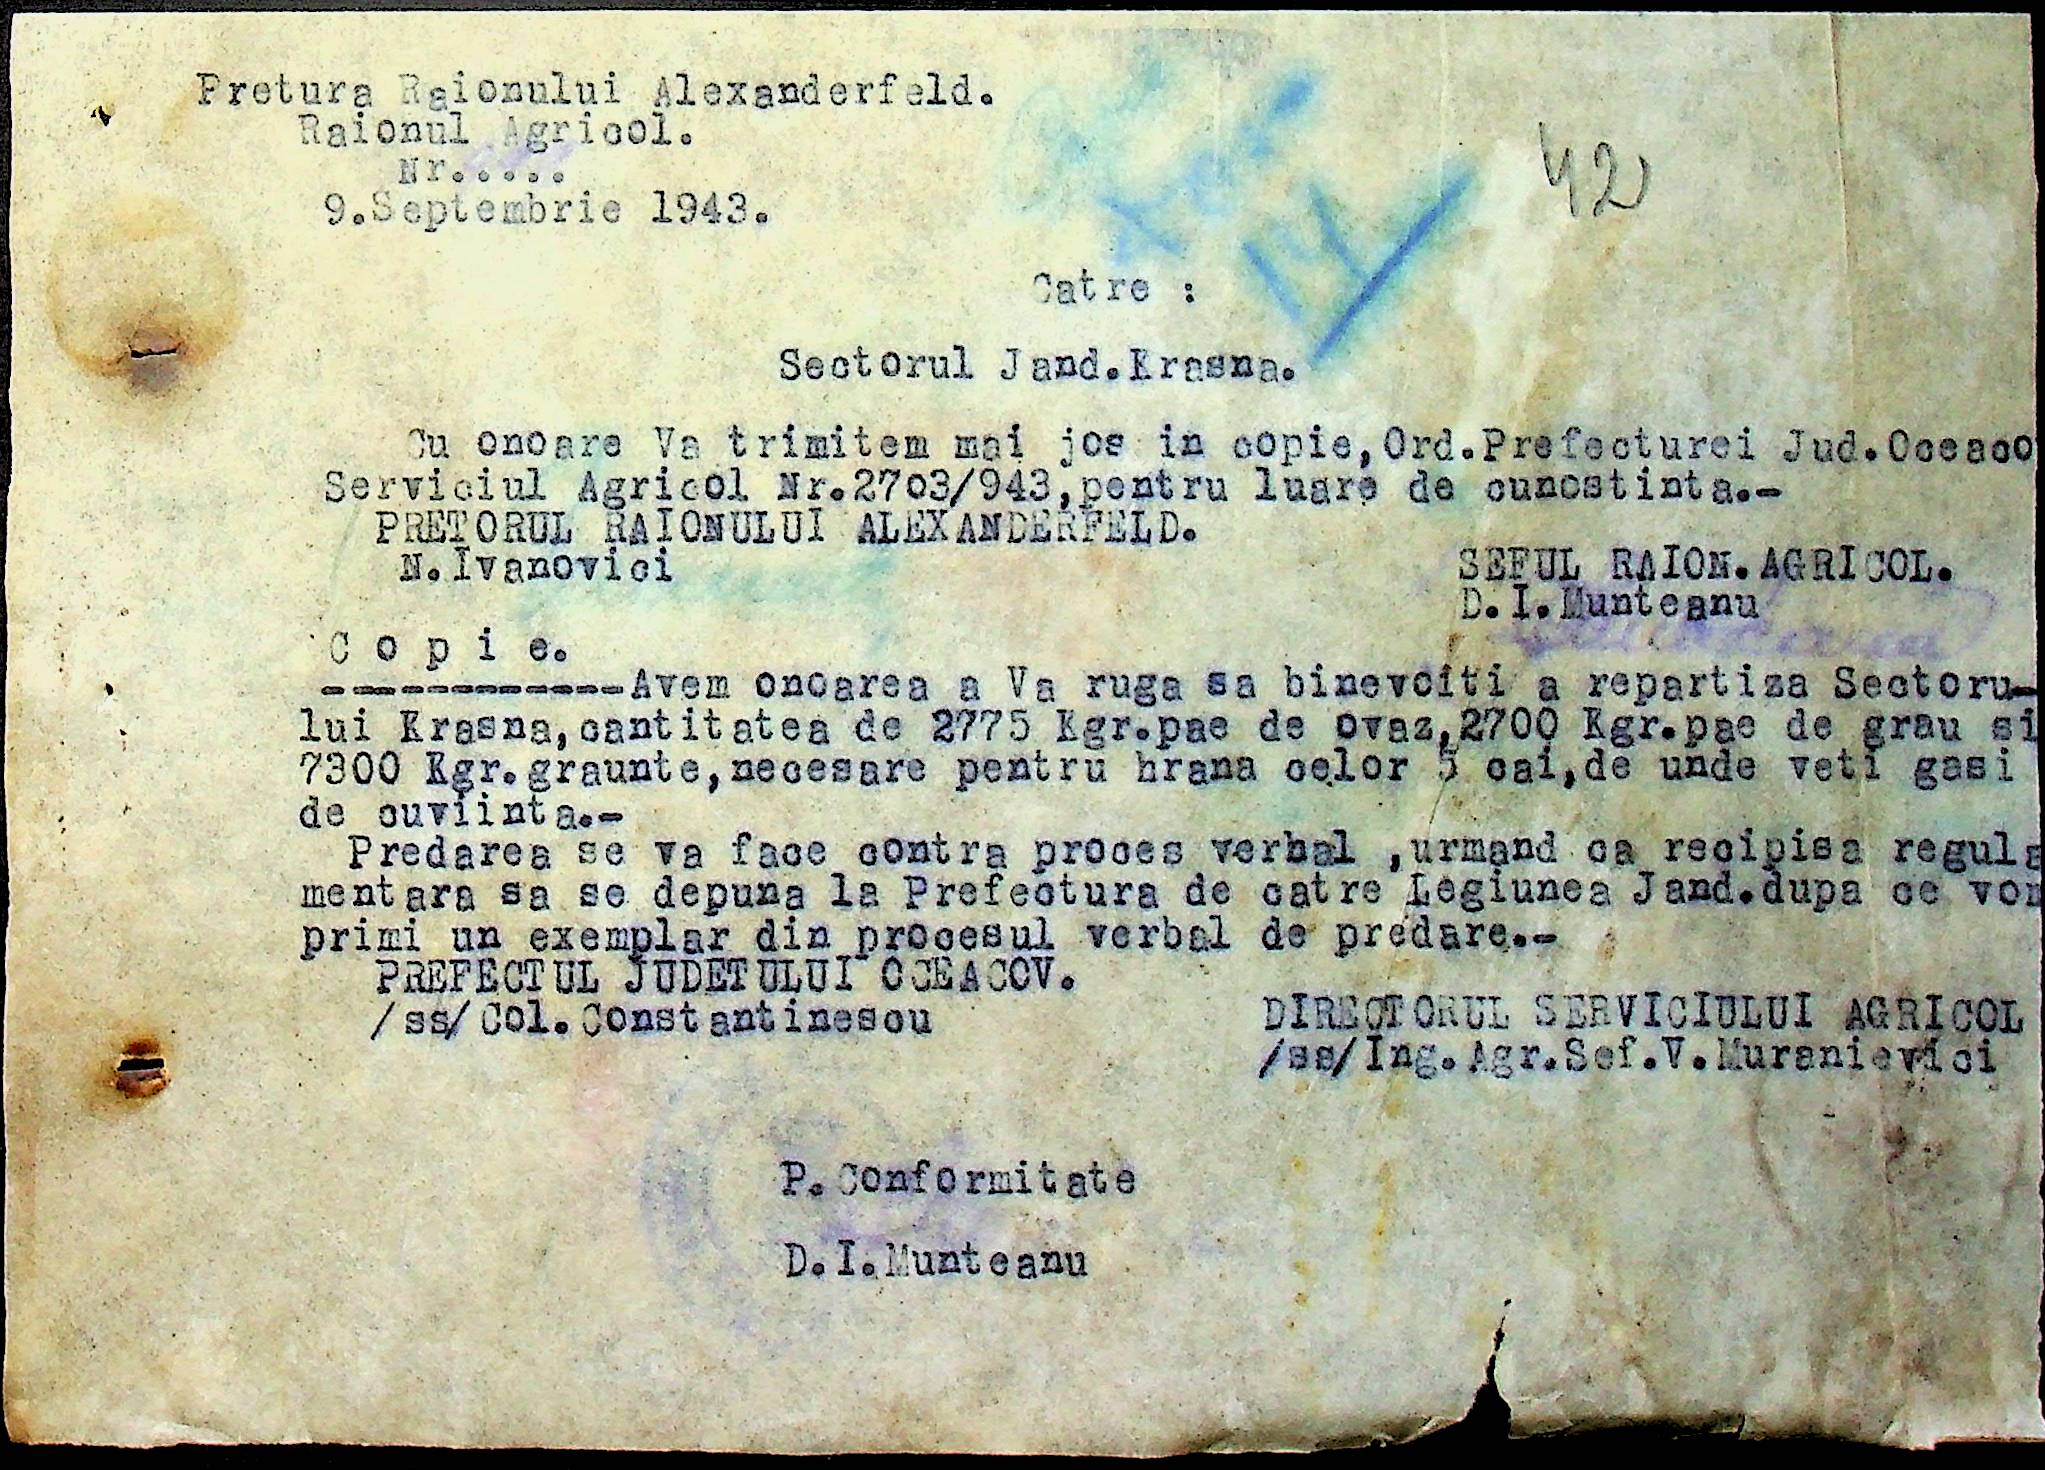 Pretura Raionului Alexanderfeld.
Raionul Agricol.
Nr.....
9.Septembrie 1943.
42
Catre :
Sectorul Jand.Krasna.
Cu onoare Va trimitem mai jos in copie,Ord.Prefecturei Jud.Oceaco
Serviciul Agricol Nr.2703/943,pentru luare de cunostinta.-
PRETORUL RAIONULUI ALEXANDERFELD.
N.Ivanovici
SEFUL RAION.AGRICOL.
D.I.Munteanu
C o p i e.
------------Avem onoarea a Va ruga sa binevoiti a repartiza Sectoru-
lui Krasna,cantitatea de 2775 Kgr.pae de ovaz,2700 Kgr.pae de grau si
7300 Kgr.graunte,necesare pentru hrana celor 5 cai,de unde veti gasi
de cuviinta.-
Predarea se va face contra proces verbal ,urmand ca recipisa regula
mentara sa se depuna la Prefectura de catre Legiunea Jand.dupa ce vom
primi un exemplar din procesul verbal de predare.-
PREFECTUL JUDETULUI OCEACOV.
/ss/Col.Constantinescu
DIRECTORUL SERVICIULUI AGRICOL
/ss/Ing.Agr.Sef.V.Muranievici
P.Conformitate
D.I.Munteanu